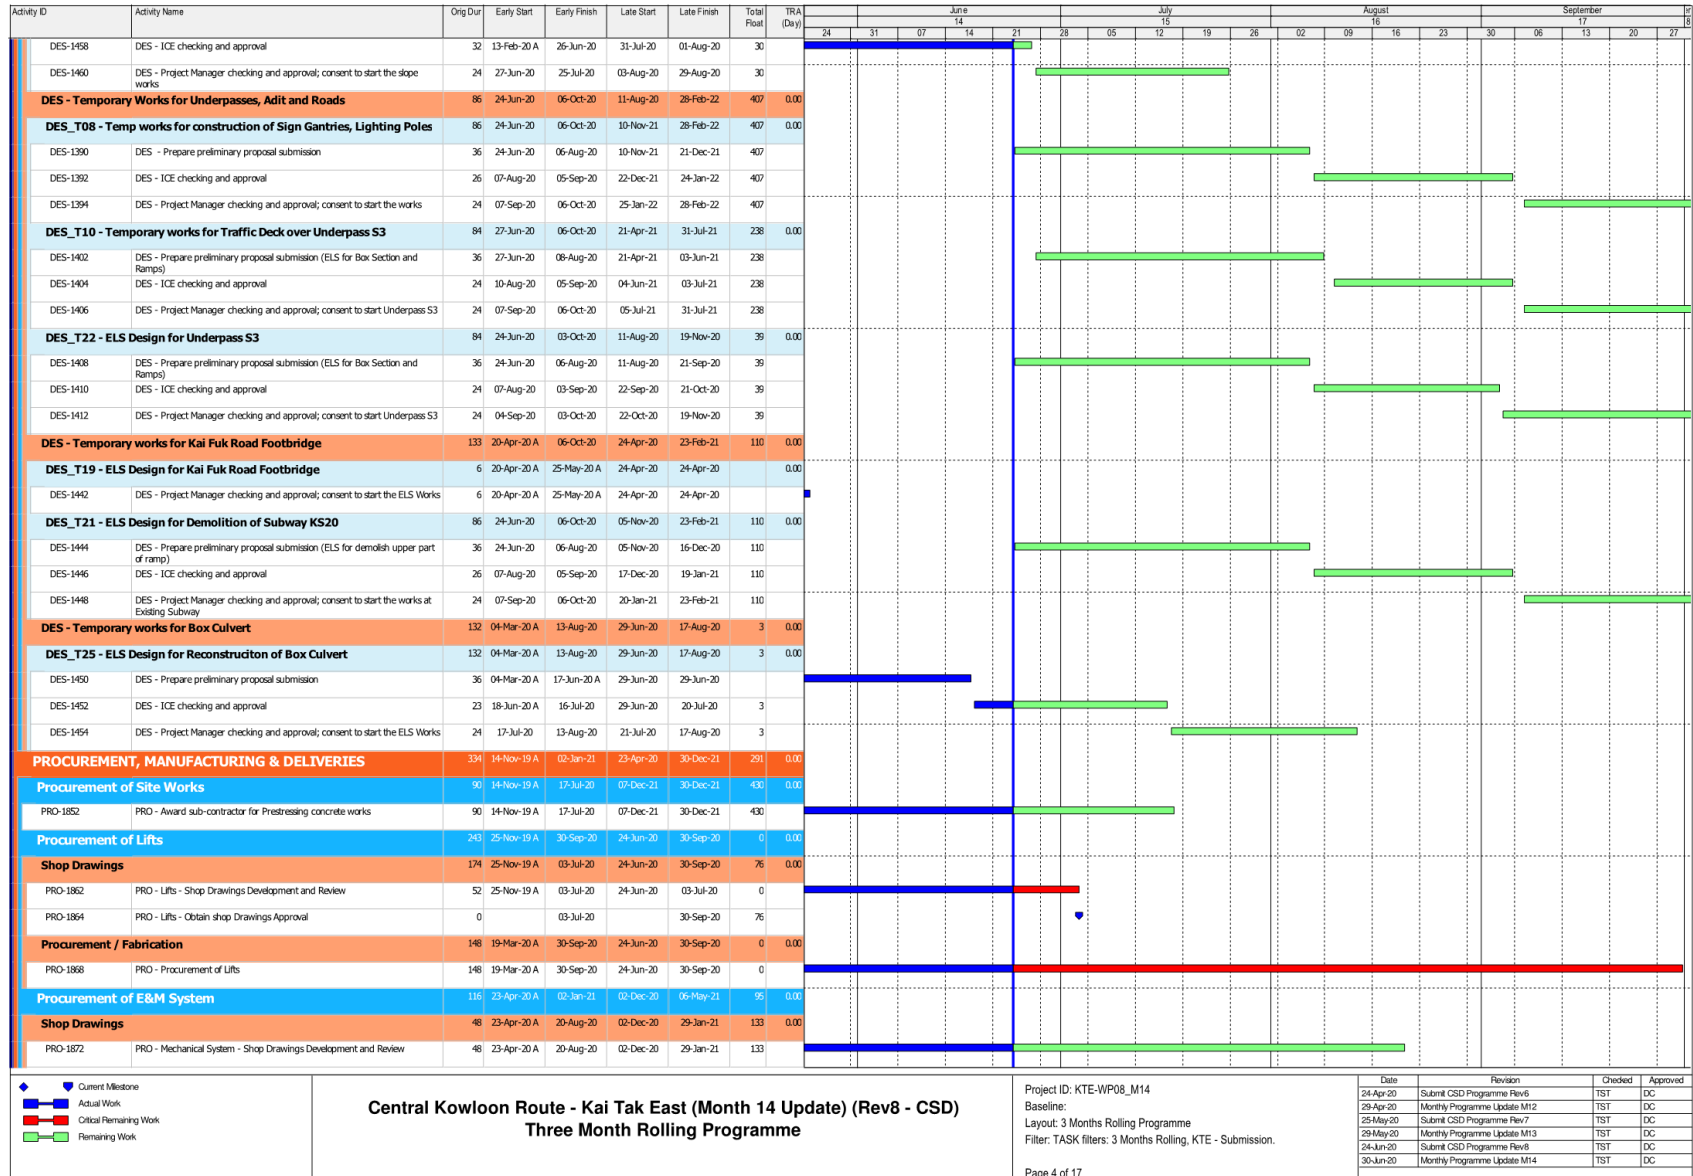 Activity ID Activity Name Orig Dur Early Start Early Finish Late Start Late Finish Total Float TRA (Day) June July August September
14 15 16 17 8
24 31 07 14 21 28 05 12 19 26 02 09 16 23 30 06 13 20 27
DES-1458 DES - ICE checking and approval 32 13-Feb-20 A 26-Jun-20 31-Jul-20 01-Aug-20 30
DES-1460 DES - Project Manager checking and approval; consent to start the slope works 24 27-Jun-20 25-Jul-20 03-Aug-20 29-Aug-20 30
DES - Temporary Works for Underpasses, Adit and Roads 86 24-Jun-20 06-Oct-20 11-Aug-20 28-Feb-22 407 0.00
DES_T08 - Temp works for construction of Sign Gantries, Lighting Poles 86 24-Jun-20 06-Oct-20 10-Nov-21 28-Feb-22 407 0.00
DES-1390 DES - Prepare preliminary proposal submission 36 24-Jun-20 06-Aug-20 10-Nov-21 21-Dec-21 407
DES-1392 DES - ICE checking and approval 26 07-Aug-20 05-Sep-20 22-Dec-21 24-Jan-22 407
DES-1394 DES - Project Manager checking and approval; consent to start the works 24 07-Sep-20 06-Oct-20 25-Jan-22 28-Feb-22 407
DES_T10 - Temporary works for Traffic Deck over Underpass S3 84 27-Jun-20 06-Oct-20 21-Apr-21 31-Jul-21 238 0.00
DES-1402 DES - Prepare preliminary proposal submission (ELS for Box Section and Ramps) 36 27-Jun-20 08-Aug-20 21-Apr-21 03-Jun-21 238
DES-1404 DES - ICE checking and approval 24 10-Aug-20 05-Sep-20 04-Jun-21 03-Jul-21 238
DES-1406 DES - Project Manager checking and approval; consent to start Underpass S3 24 07-Sep-20 06-Oct-20 05-Jul-21 31-Jul-21 238
DES_T22 - ELS Design for Underpass S3 84 24-Jun-20 03-Oct-20 11-Aug-20 19-Nov-20 39 0.00
DES-1408 DES - Prepare preliminary proposal submission (ELS for Box Section and Ramps) 36 24-Jun-20 06-Aug-20 11-Aug-20 21-Sep-20 39
DES-1410 DES - ICE checking and approval 24 07-Aug-20 03-Sep-20 22-Sep-20 21-Oct-20 39
DES-1412 DES - Project Manager checking and approval; consent to start Underpass S3 24 04-Sep-20 03-Oct-20 22-Oct-20 19-Nov-20 39
DES - Temporary works for Kai Fuk Road Footbridge 133 20-Apr-20 A 06-Oct-20 24-Apr-20 23-Feb-21 110 0.00
DES_T19 - ELS Design for Kai Fuk Road Footbridge 6 20-Apr-20 A 25-May-20 A 24-Apr-20 24-Apr-20 0.00
DES-1442 DES - Project Manager checking and approval; consent to start the ELS Works 6 20-Apr-20 A 25-May-20 A 24-Apr-20 24-Apr-20
DES_T21 - ELS Design for Demolition of Subway KS20 86 24-Jun-20 06-Oct-20 05-Nov-20 23-Feb-21 110 0.00
DES-1444 DES - Prepare preliminary proposal submission (ELS for demolish upper part of ramp) 36 24-Jun-20 06-Aug-20 05-Nov-20 16-Dec-20 110
DES-1446 DES - ICE checking and approval 26 07-Aug-20 05-Sep-20 17-Dec-20 19-Jan-21 110
DES-1448 DES - Project Manager checking and approval; consent to start the works at Existing Subway 24 07-Sep-20 06-Oct-20 20-Jan-21 23-Feb-21 110
DES - Temporary works for Box Culvert 132 04-Mar-20 A 13-Aug-20 29-Jun-20 17-Aug-20 3 0.00
DES_T25 - ELS Design for Reconstruciton of Box Culvert 132 04-Mar-20 A 13-Aug-20 29-Jun-20 17-Aug-20 3 0.00
DES-1450 DES - Prepare preliminary proposal submission 36 04-Mar-20 A 17-Jun-20 A 29-Jun-20 29-Jun-20
DES-1452 DES - ICE checking and approval 23 18-Jun-20 A 16-Jul-20 29-Jun-20 20-Jul-20 3
DES-1454 DES - Project Manager checking and approval; consent to start the ELS Works 24 17-Jul-20 13-Aug-20 21-Jul-20 17-Aug-20 3
PROCUREMENT, MANUFACTURING & DELIVERIES 334 14-Nov-19 A 02-Jan-21 23-Apr-20 30-Dec-21 291 0.00
Procurement of Site Works 90 14-Nov-19 A 17-Jul-20 07-Dec-21 30-Dec-21 430 0.00
PRO-1852 PRO - Award sub-contractor for Prestressing concrete works 90 14-Nov-19 A 17-Jul-20 07-Dec-21 30-Dec-21 430
Procurement of Lifts 243 25-Nov-19 A 30-Sep-20 24-Jun-20 30-Sep-20 0 0.00
Shop Drawings 174 25-Nov-19 A 03-Jul-20 24-Jun-20 30-Sep-20 76 0.00
PRO-1862 PRO - Lifts - Shop Drawings Development and Review 52 25-Nov-19 A 03-Jul-20 24-Jun-20 03-Jul-20 0
PRO-1864 PRO - Lifts - Obtain shop Drawings Approval 0 03-Jul-20 30-Sep-20 76
Procurement / Fabrication 148 19-Mar-20 A 30-Sep-20 24-Jun-20 30-Sep-20 0 0.00
PRO-1868 PRO - Procurement of Lifts 148 19-Mar-20 A 30-Sep-20 24-Jun-20 30-Sep-20 0
Procurement of E&M System 116 23-Apr-20 A 02-Jan-21 02-Dec-20 06-May-21 95 0.00
Shop Drawings 48 23-Apr-20 A 20-Aug-20 02-Dec-20 29-Jan-21 133 0.00
PRO-1872 PRO - Mechanical System - Shop Drawings Development and Review 48 23-Apr-20 A 20-Aug-20 02-Dec-20 29-Jan-21 133
Current Milestone
Actual Work
Critical Remaining Work
Remaining Work
Central Kowloon Route - Kai Tak East (Month 14 Update) (Rev8 - CSD)
Three Month Rolling Programme
Project ID: KTE-WP08_M14
Baseline:
Layout: 3 Months Rolling Programme
Filter: TASK filters: 3 Months Rolling, KTE - Submission.
Page 4 of 17
Date Revision Checked Approved
24-Apr-20 Submit CSD Programme Rev6 TST DC
29-Apr-20 Monthly Programme Update M12 TST DC
25-May-20 Submit CSD Programme Rev7 TST DC
29-May-20 Monthly Programme Update M13 TST DC
24-Jun-20 Submit CSD Programme Rev8 TST DC
30-Jun-20 Monthly Programme Update M14 TST DC